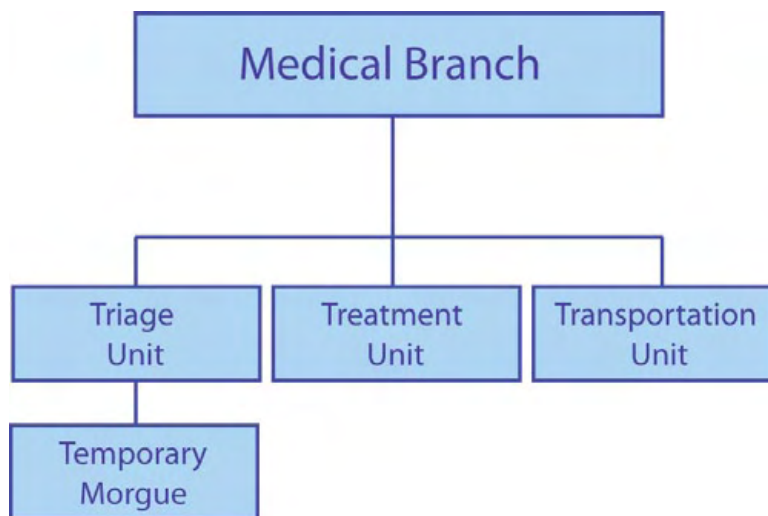 Medical Branch
Triage
Unit
Treatment
Unit
Transportation
Unit
Temporary
Morgue